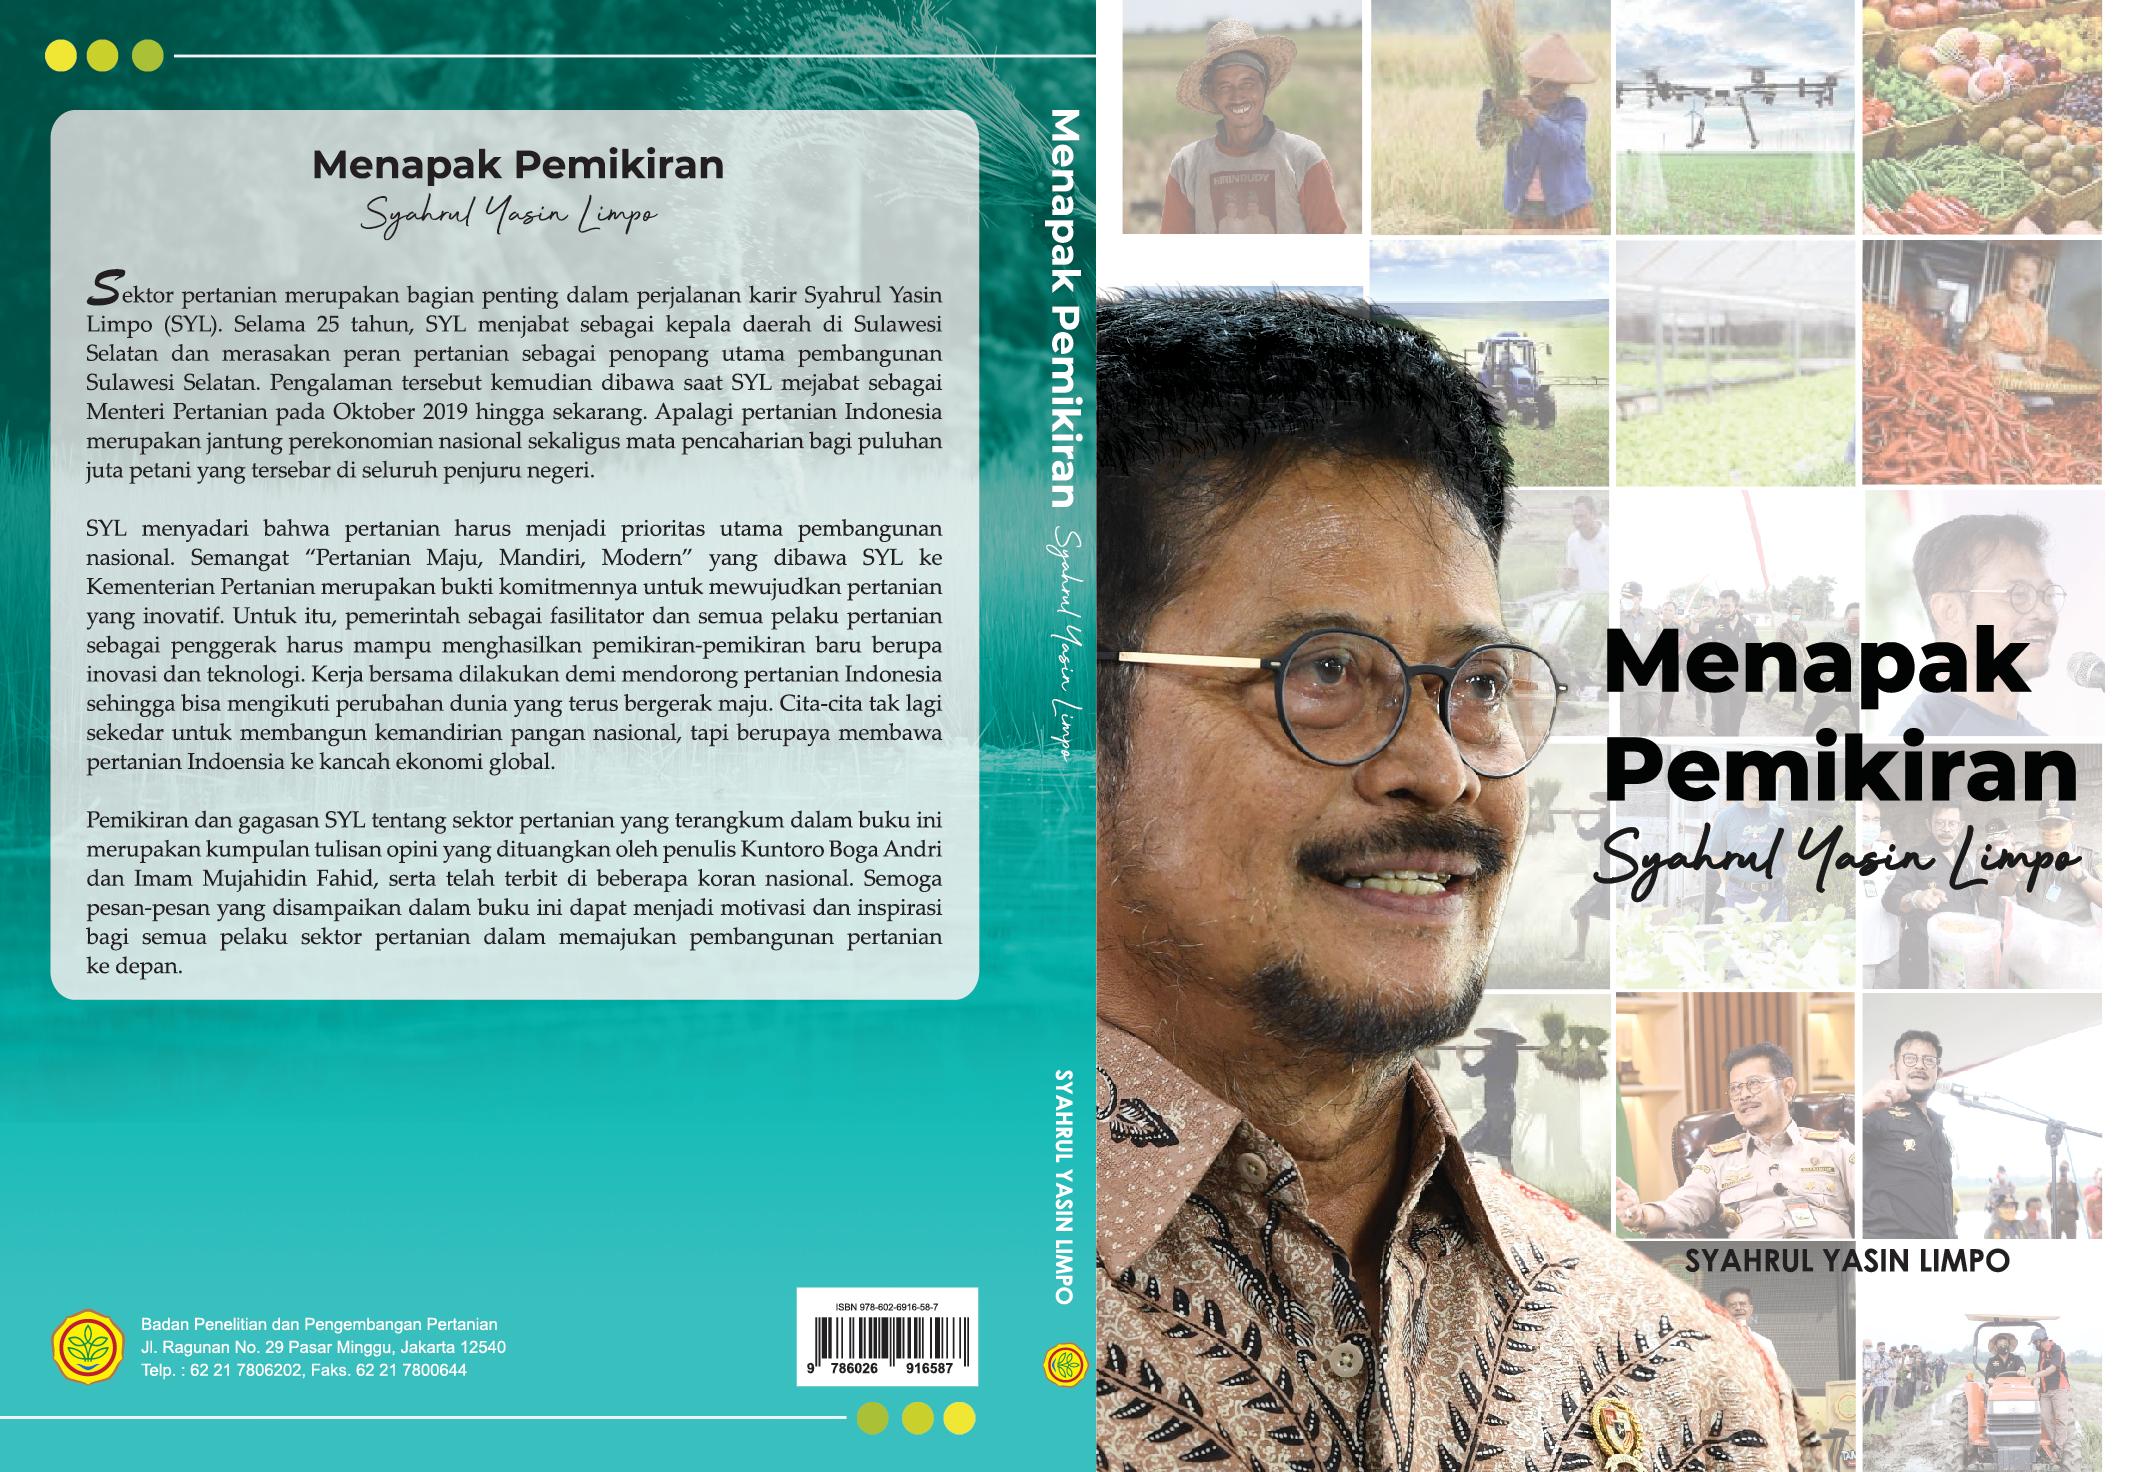 Menapak Pemikiran
Syahrul Yasin Limpo
Sektor pertanian merupakan bagian penting dalam perjalanan karir Syahrul Yasin
Limpo (SYL). Selama 25 tahun, SYL menjabat sebagai kepala daerah di Sulawesi
Selatan dan merasakan peran pertanian sebagai penopang utama pembangunan
Sulawesi Selatan. Pengalaman tersebut kemudian dibawa saat SYL mejabat sebagai
Menteri Pertanian pada Oktober 2019 hingga sekarang. Apalagi pertanian Indonesia
merupakan jantung perekonomian nasional sekaligus mata pencaharian bagi puluhan
juta petani yang tersebar di seluruh penjuru negeri.
SYL menyadari bahwa pertanian harus menjadi prioritas utama pembangunan
nasional. Semangat “Pertanian Maju, Mandiri, Modern” yang dibawa SYL ke
Kementerian Pertanian merupakan bukti komitmennya untuk mewujudkan pertanian
yang inovatif. Untuk itu, pemerintah sebagai fasilitator dan semua pelaku pertanian
sebagai penggerak harus mampu menghasilkan pemikiran-pemikiran baru berupa
inovasi dan teknologi. Kerja bersama dilakukan demi mendorong pertanian Indonesia
sehingga bisa mengikuti perubahan dunia yang terus bergerak maju. Cita-cita tak lagi
sekedar untuk membangun kemandirian pangan nasional, tapi berupaya membawa
pertanian Indoensia ke kancah ekonomi global.
Pemikiran dan gagasan SYL tentang sektor pertanian yang terangkum dalam buku ini
merupakan kumpulan tulisan opini yang dituangkan oleh penulis Kuntoro Boga Andri
dan Imam Mujahidin Fahid, serta telah terbit di beberapa koran nasional. Semoga
pesan-pesan yang disampaikan dalam buku ini dapat menjadi motivasi dan inspirasi
bagi semua pelaku sektor pertanian dalam memajukan pembangunan pertanian
ke depan.
Badan Penelitian dan Pengembangan Pertanian
Jl. Ragunan No. 29 Pasar Minggu, Jakarta 12540
Telp. : 62 21 7806202, Faks. 62 21 7800644
ISBN 978-602-6916-58-7
9 786026 916587
Menapak Pemikiran Syahrul Yasin Limpo
SYAHRUL YASIN LIMPO
HIRINRUDY
Menapak
Pemikiran
Syahrul Yasin Limpo
SYAHRUL YASIN LIMPO